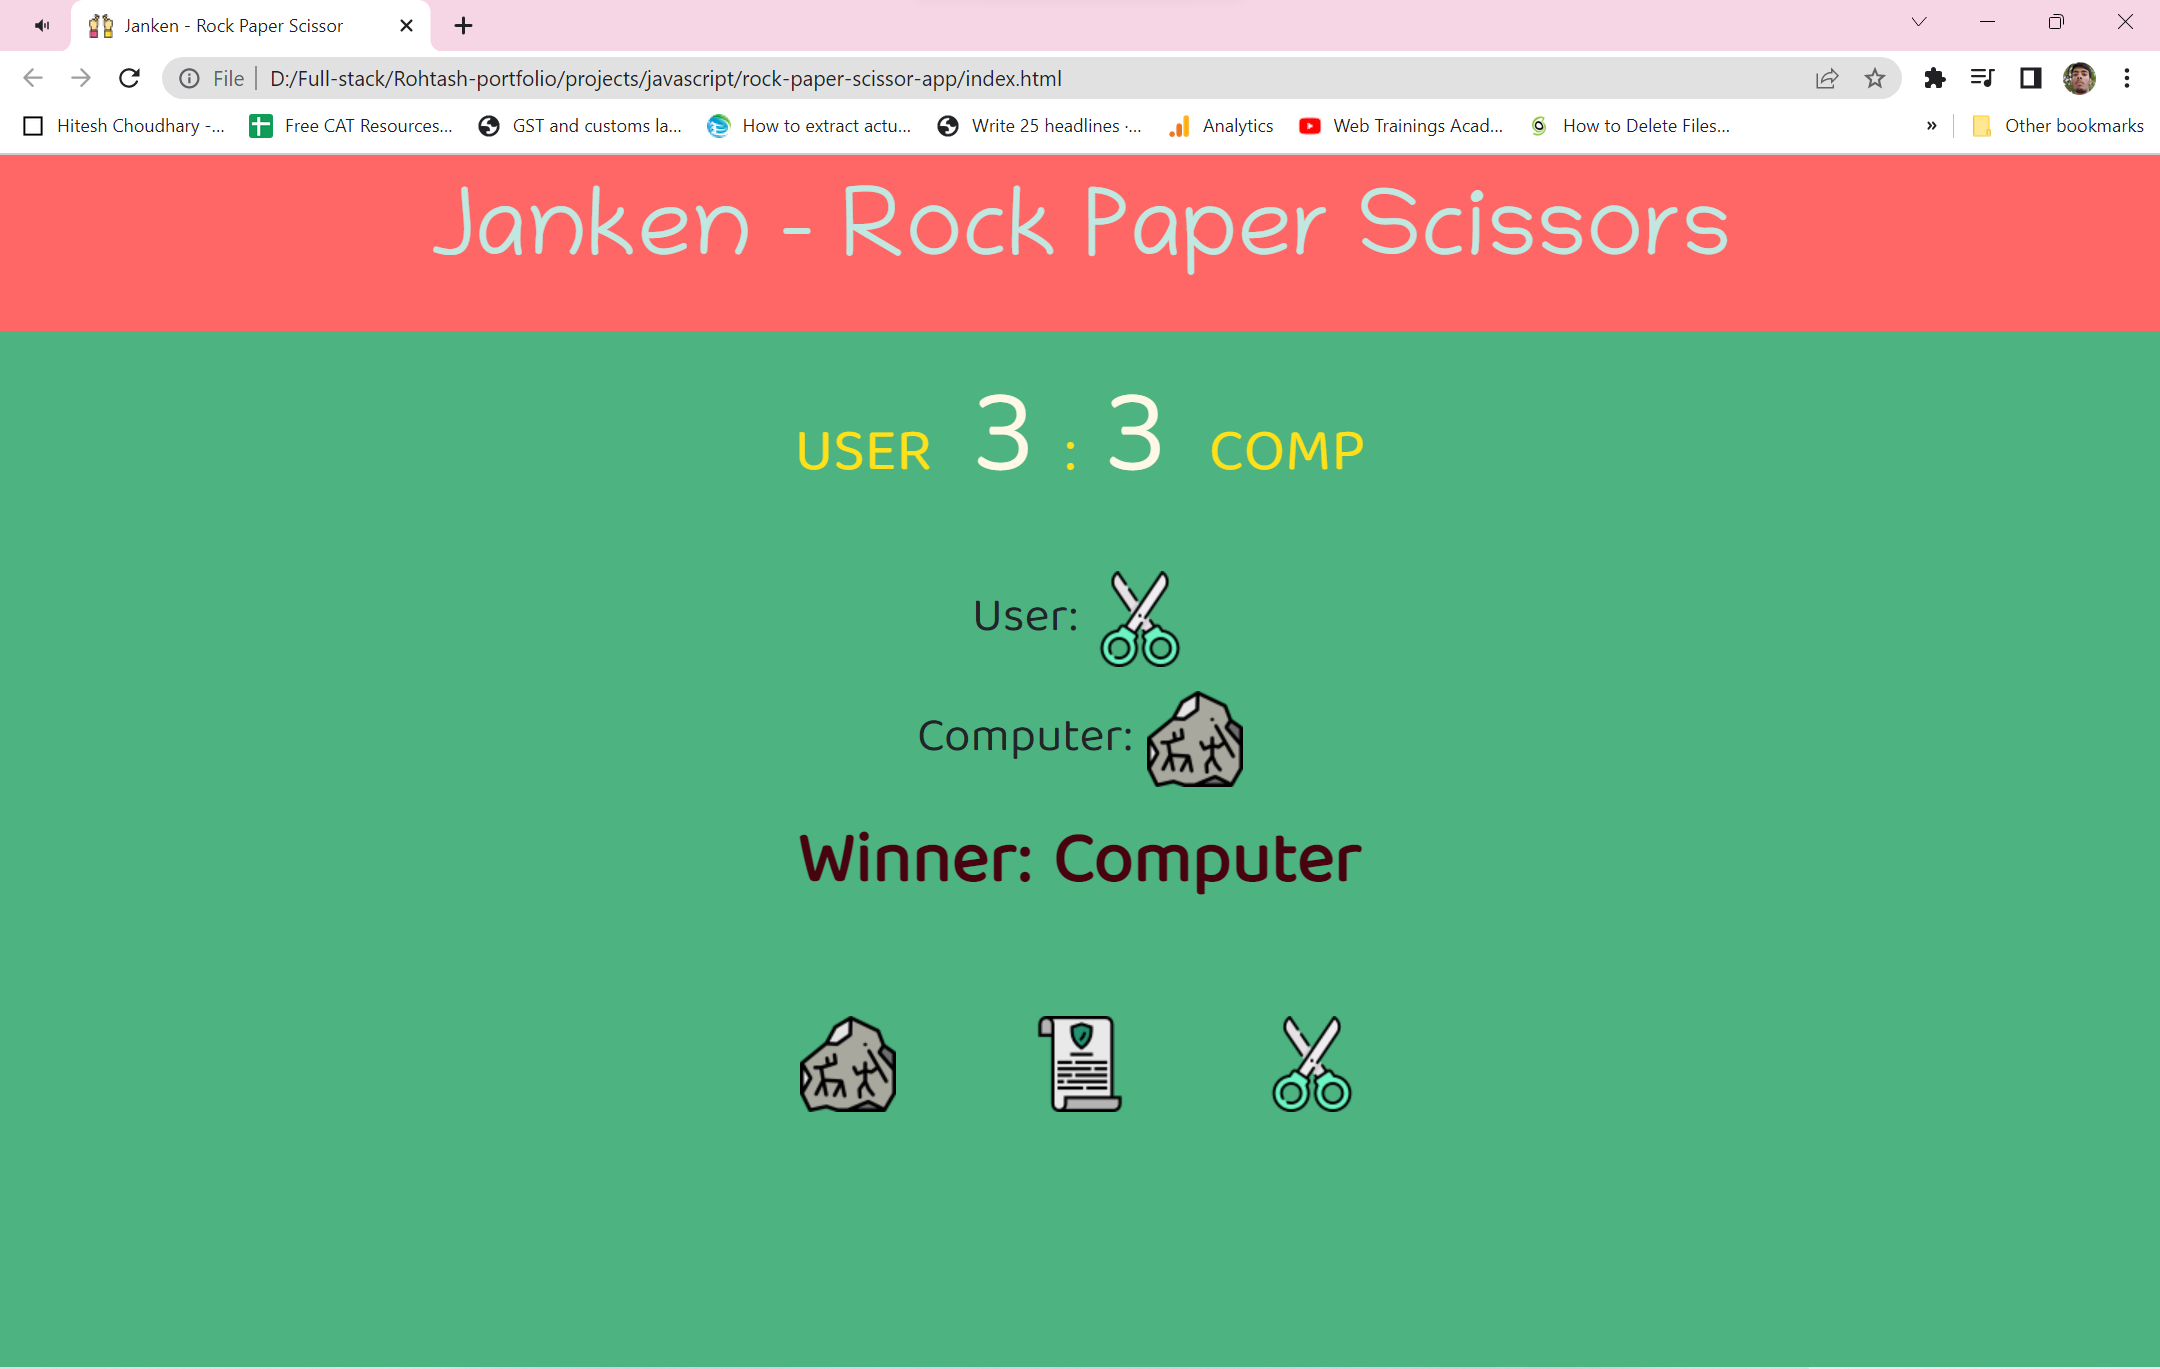 Janken - Rock Paper Scissor
File D:/Full-stack/Rohtash-portfolio/projects/javascript/rock-paper-scissor-app/index.html
Hitesh Choudhary -... Free CAT Resources... GST and customs la... How to extract actu... Write 25 headlines ·... Analytics Web Trainings Acad... How to Delete Files... » Other bookmarks
Janken - Rock Paper Scissors
USER 3 : 3 COMP
User:
Computer:
Winner: Computer